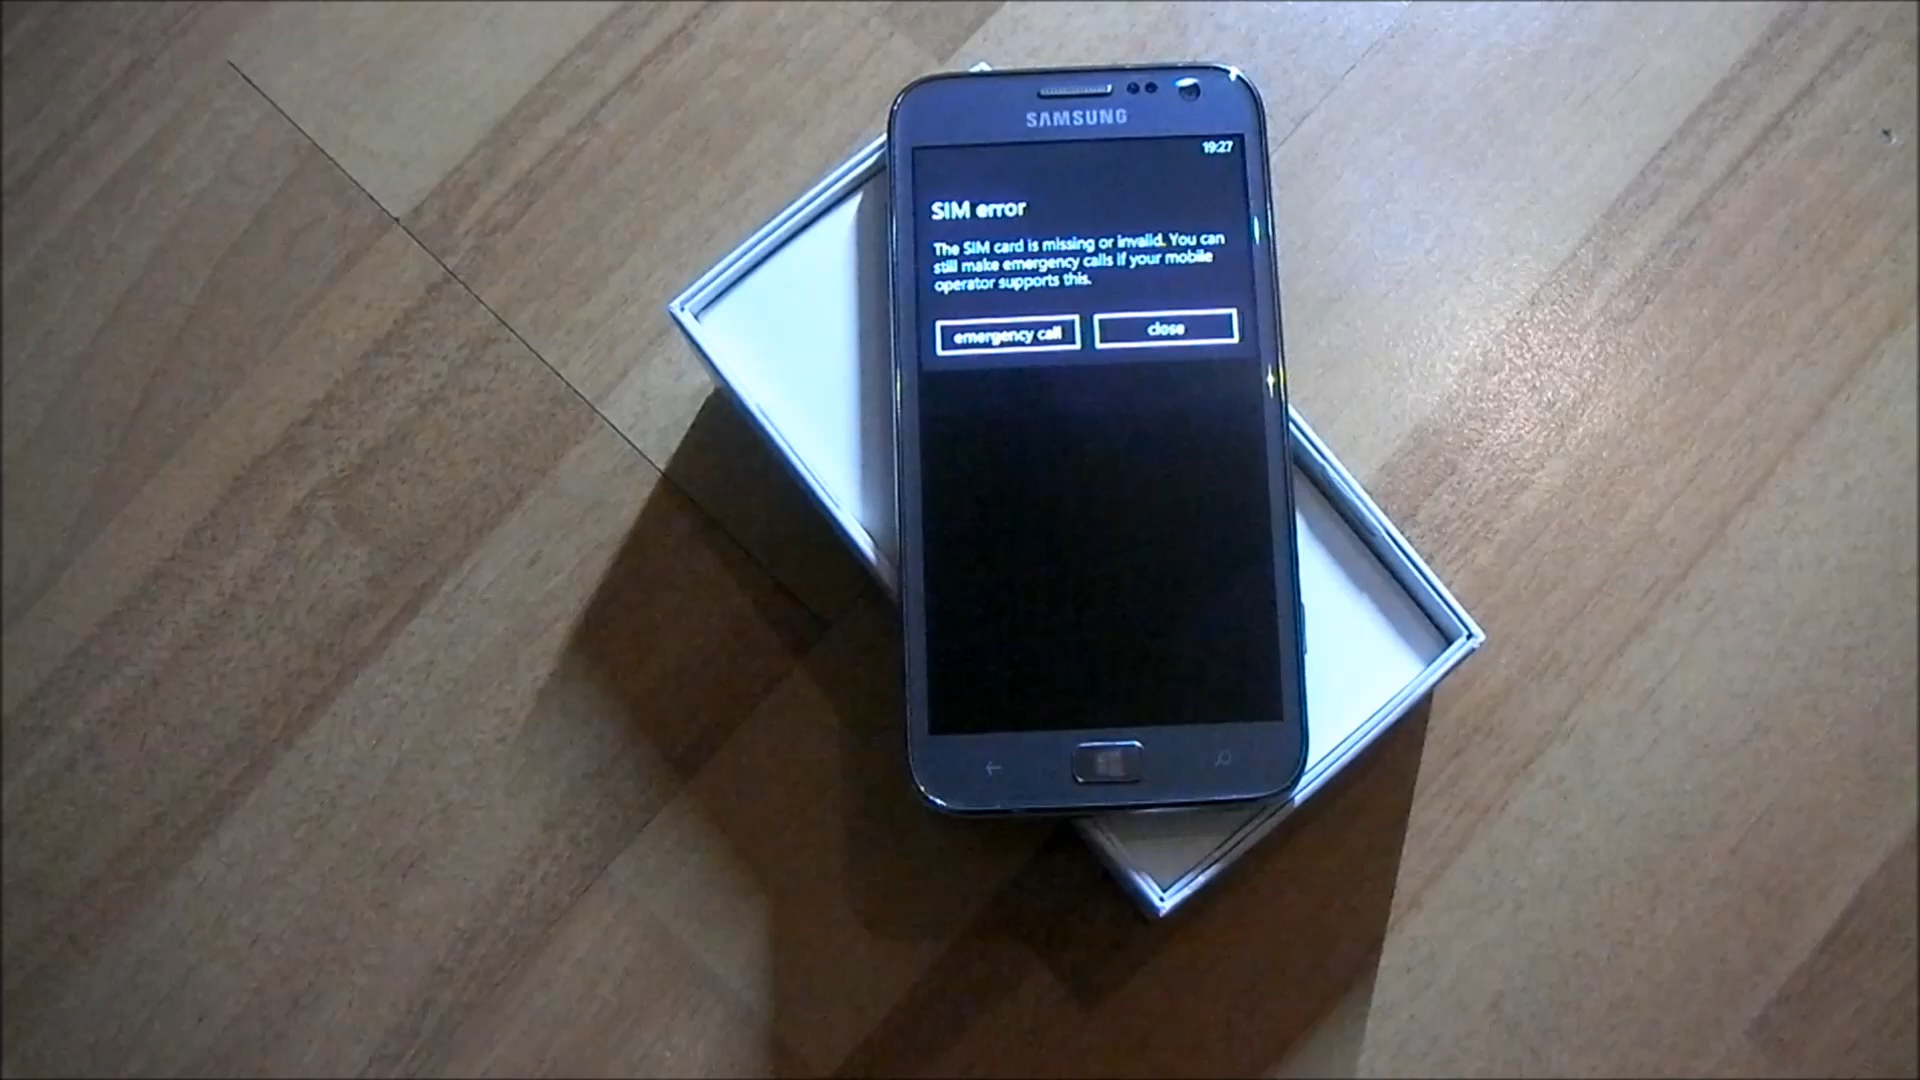 SAMSUNG
19:27
SIM error
The SIM card is missing or invalid. You can
still make emergency calls if your mobile
operator supports this.
emergency call
close